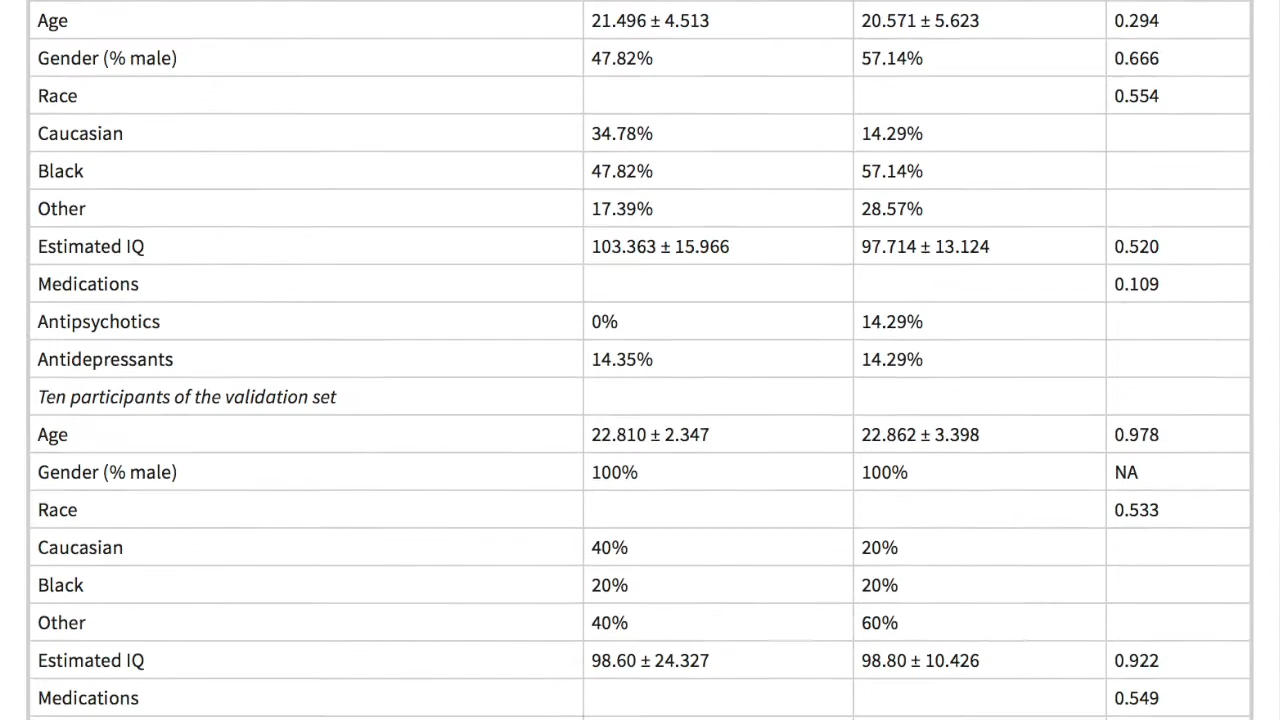 Age 21.496 ± 4.513 20.571 ± 5.623 0.294
Gender (% male) 47.82% 57.14% 0.666
Race 0.554
Caucasian 34.78% 14.29%
Black 47.82% 57.14%
Other 17.39% 28.57%
Estimated IQ 103.363 ± 15.966 97.714 ± 13.124 0.520
Medications 0.109
Antipsychotics 0% 14.29%
Antidepressants 14.35% 14.29%
Ten participants of the validation set
Age 22.810 ± 2.347 22.862 ± 3.398 0.978
Gender (% male) 100% 100% NA
Race 0.533
Caucasian 40% 20%
Black 20% 20%
Other 40% 60%
Estimated IQ 98.60 ± 24.327 98.80 ± 10.426 0.922
Medications 0.549